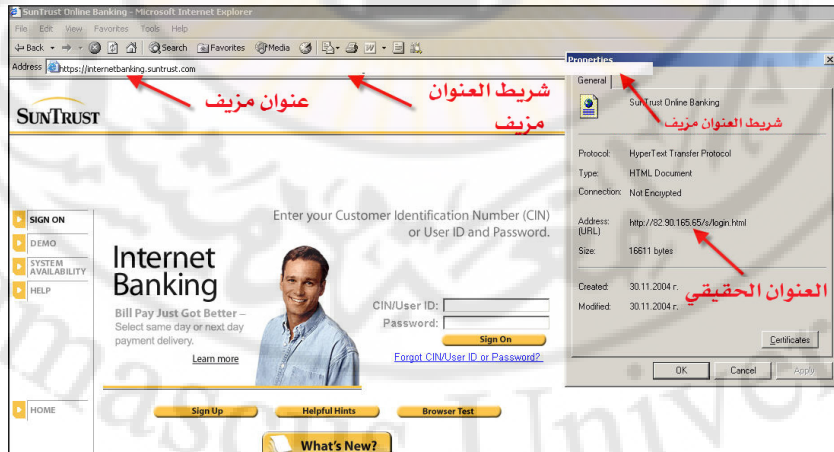 SunTrust Online Banking - Microsoft Internet Explorer
File Edit View Favorites Tools Help
Back Search Favorites Media
Address https://internetbanking.suntrust.com
عنوان مزيف
شريط العنوان
مزيف
SUNTRUST
SIGN ON
DEMO
SYSTEM
AVAILABILITY
HELP
HOME
Enter your Customer Identification Number (CIN)
or User ID and Password.
Internet
Banking
Bill Pay Just Got Better –
Select same day or next day
payment delivery.
Learn more
CIN/User ID:
Password:
Sign On
Forgot CIN/User ID or Password?
Sign Up Helpful Hints Browser Test
What's New?
Properties
General
SunTrust Online Banking
شريط العنوان مزيف
Protocol: HyperText Transfer Protocol
Type: HTML Document
Connection: Not Encrypted
Address: http://82.90.165.65/s/login.html
(URL)
Size: 16611 bytes
العنوان الحقيقي
Created: 30.11.2004 г.
Modified: 30.11.2004 г.
Certificates
OK Cancel Apply
mascus Univer